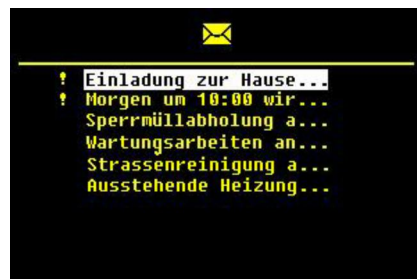 ! Einladung zur Hause...
! Morgen um 10:00 wir...
Sperrmüllabholung a...
Wartungsarbeiten an...
Strassenreinigung a...
Ausstehende Heizung...